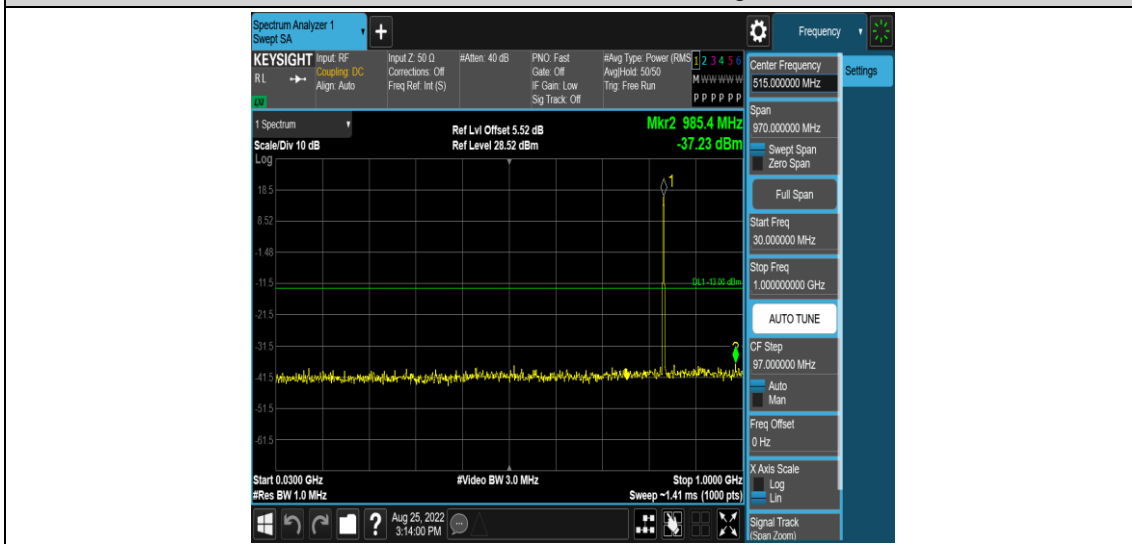 Spectrum Analyzer 1
Swept SA
+
Frequency
KEYSIGHT
RL
LXI
Input: RF
Coupling: DC
Align: Auto
Input Z: 50 Ω
Corrections: Off
Freq Ref: Int (S)
#Atten: 40 dB
PNO: Fast
Gate: Off
IF Gain: Low
Sig Track: Off
#Avg Type: Power (RMS
Avg|Hold: 50/50
Trig: Free Run
1 2 3 4 5 6
M W W W W W
P P P P P P
1 Spectrum
Scale/Div 10 dB
Log
Ref Lvl Offset 5.52 dB
Ref Level 28.52 dBm
Mkr2 985.4 MHz
-37.23 dBm
18.5
8.52
-1.48
-11.5
-21.5
-31.5
-41.5
-51.5
-61.5
1
DL1 -13.00 dBm
2
Start 0.0300 GHz
#Res BW 1.0 MHz
#Video BW 3.0 MHz
Stop 1.0000 GHz
Sweep ~1.41 ms (1000 pts)
?
Aug 25, 2022
3:14:00 PM
Center Frequency
515.000000 MHz
Settings
Span
970.000000 MHz
Swept Span
Zero Span
Full Span
Start Freq
30.000000 MHz
Stop Freq
1.000000000 GHz
AUTO TUNE
CF Step
97.000000 MHz
Auto
Man
Freq Offset
0 Hz
X Axis Scale
Log
Lin
Signal Track
(Span Zoom)